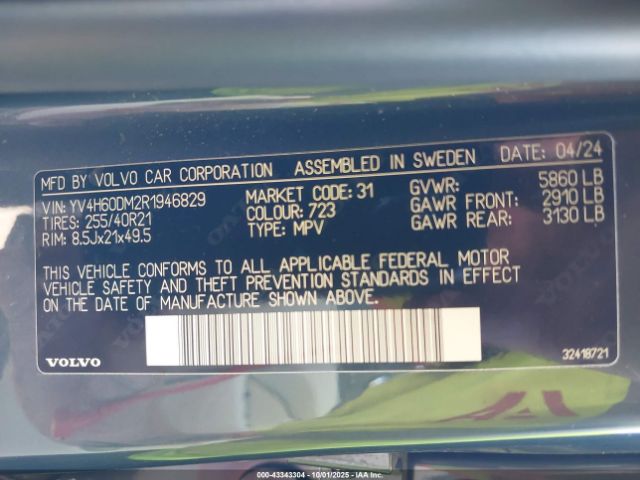 MFD BY VOLVO CAR CORPORATION ASSEMBLED IN SWEDEN DATE: 04/24
VIN: YV4H60DM2R1946829 MARKET CODE: 31 GVWR: 5860 LB
TIRES: 255/40R21 COLOUR: 723 GAWR FRONT: 2910 LB
RIM: 8.5Jx21x49.5 TYPE: MPV GAWR REAR: 3130 LB
THIS VEHICLE CONFORMS TO ALL APPLICABLE FEDERAL MOTOR
VEHICLE SAFETY AND THEFT PREVENTION STANDARDS IN EFFECT
ON THE DATE OF MANUFACTURE SHOWN ABOVE.
VOLVO 32418721
000-43343304 | 10/01/2025 | Copyright © 2025 IAA, Inc.